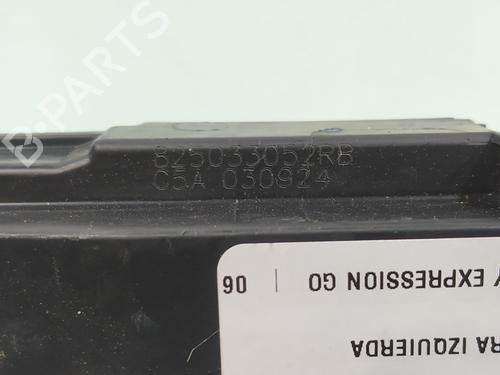 825033052RB
C5A 030924
Y EXPRESSION GO | 06
RA IZQUIERDA
B-PARTS